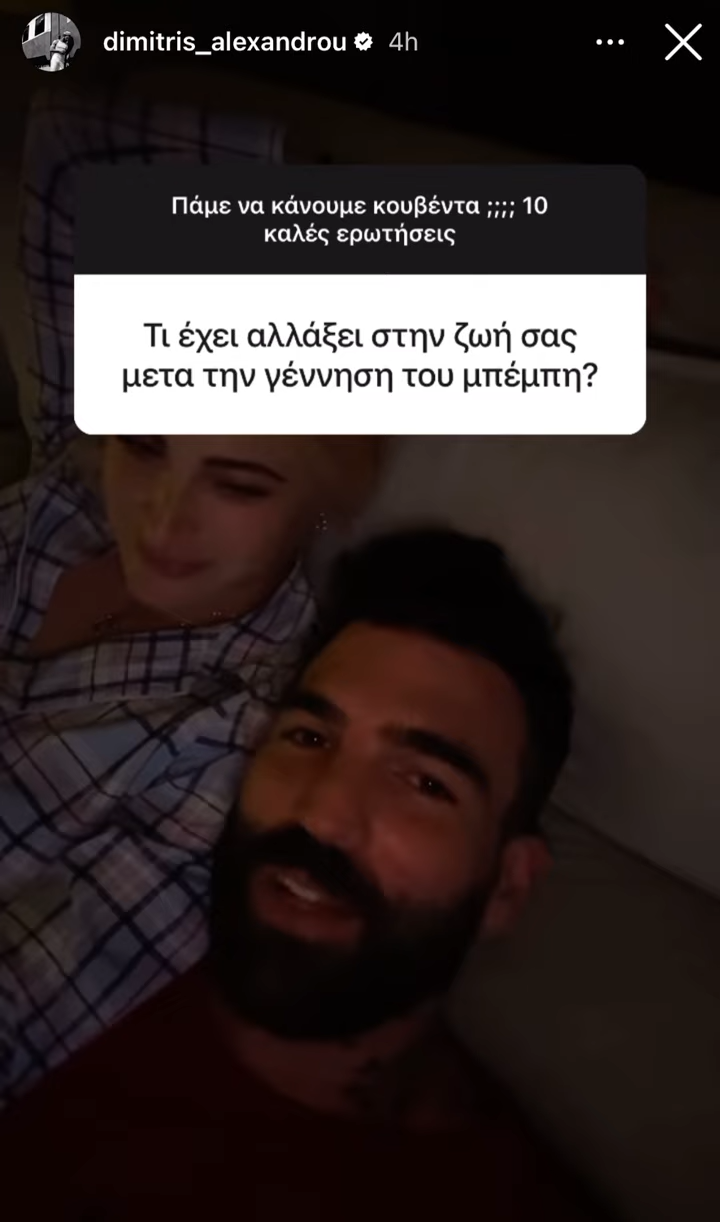 dimitris_alexandrou 4h
Πάμε να κάνουμε κουβέντα ;;;; 10
καλές ερωτήσεις
Τι έχει αλλάξει στην ζωή σας
μετα την γέννηση του μπέμπη?